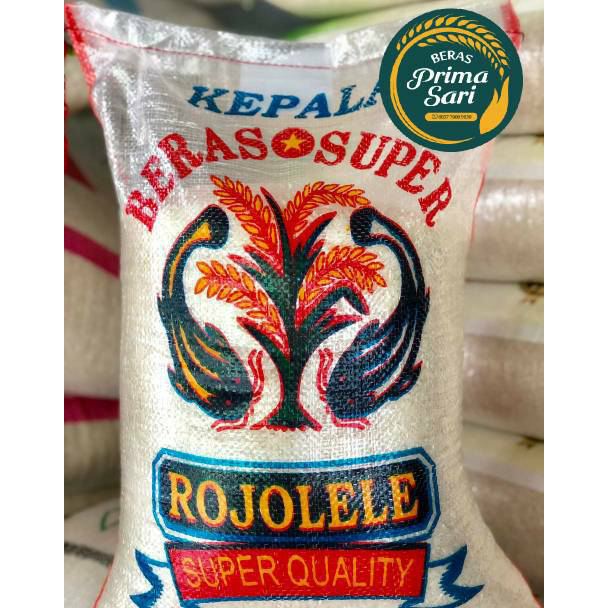 BERAS
Prima
Sari
KEPALA
BERAS SUPER
ROJOLELE
SUPER QUALITY